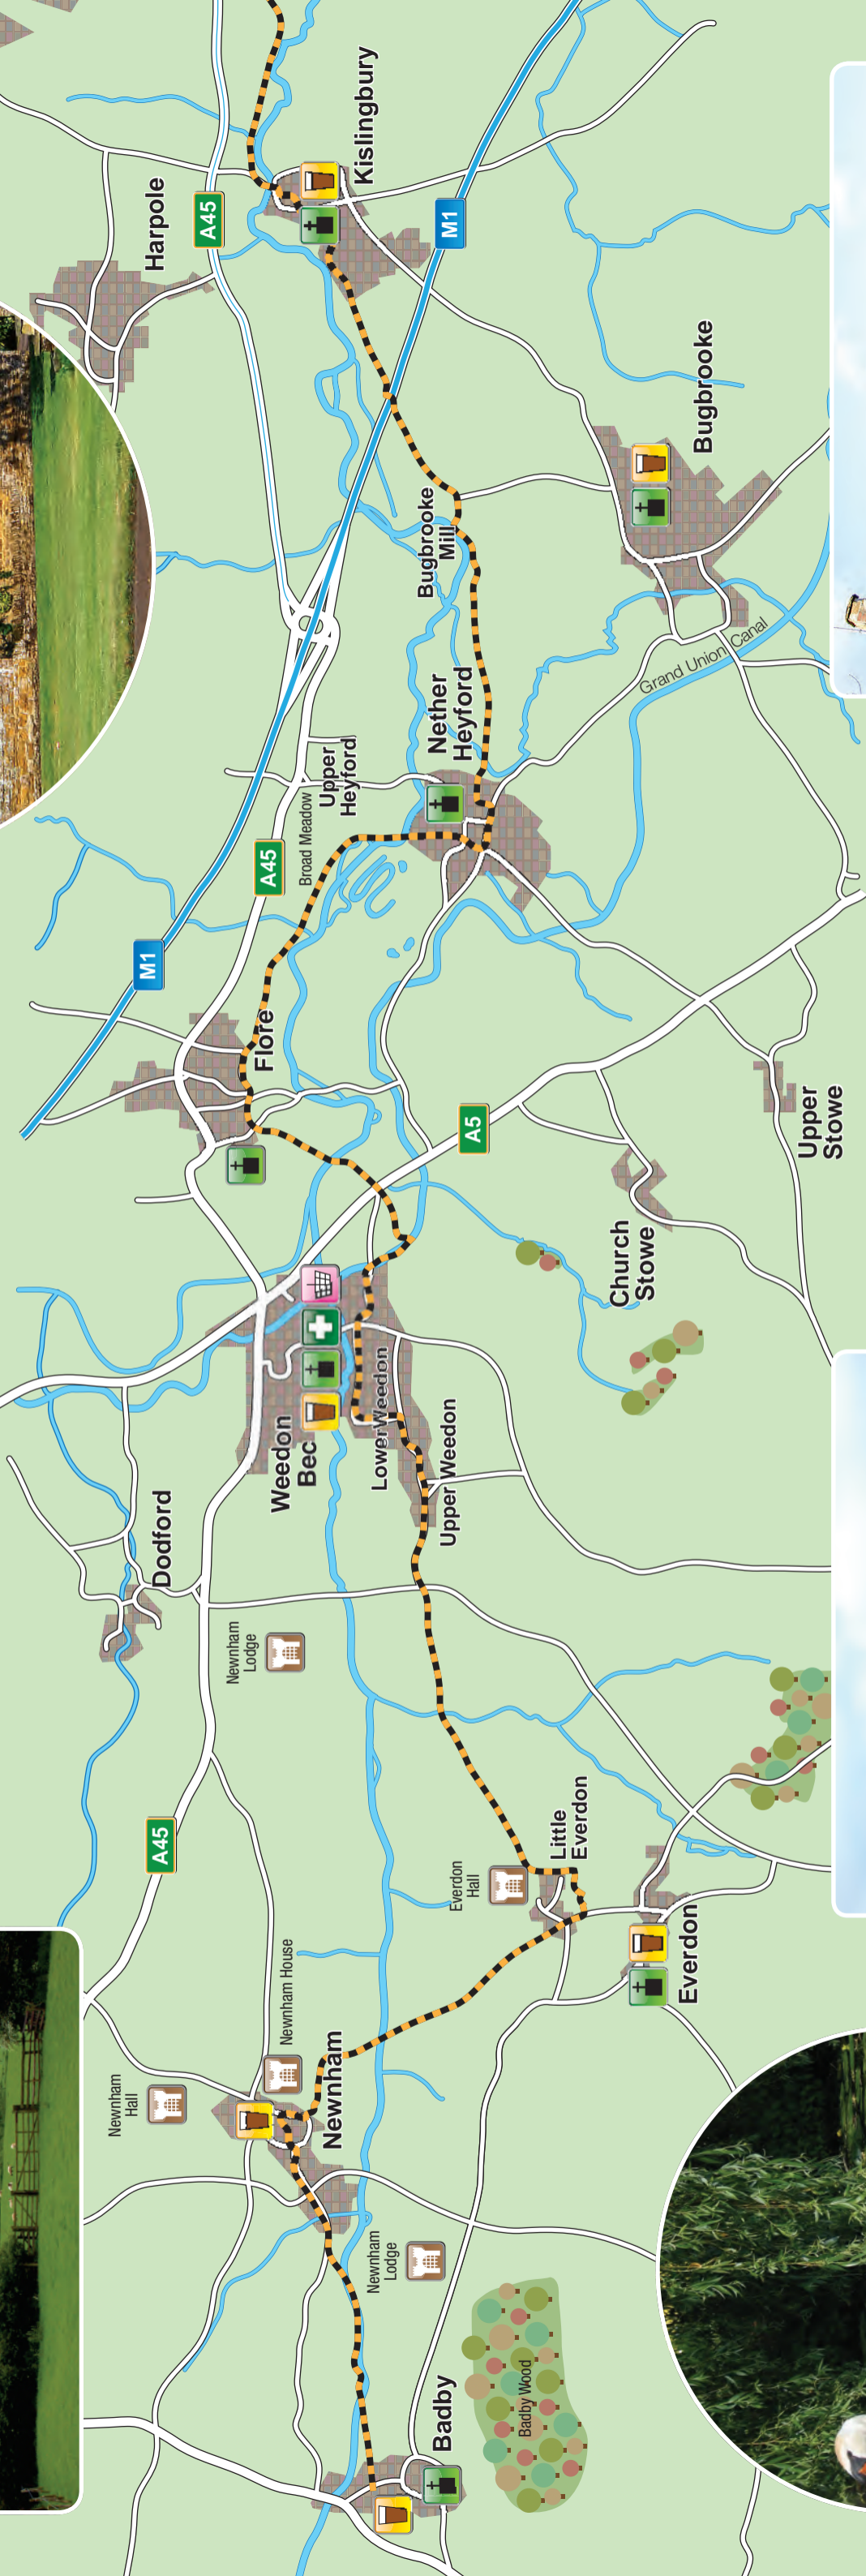 Harpole
A45
Kislingbury
M1
Bugbrooke
Bugbrooke
Mill
Grand Union Canal
Nether
Heyford
Upper
Heyford
Broad Meadow
A45
M1
Flore
A5
Upper
Stowe
Church
Stowe
Weedon
Bec
Lower Weedon
Upper Weedon
Dodford
Newnham
Lodge
A45
Little
Everdon
Everdon
Hall
Everdon
Newnham House
Newnham
Hall
Newnham
Newnham
Lodge
Badby
Badby Wood